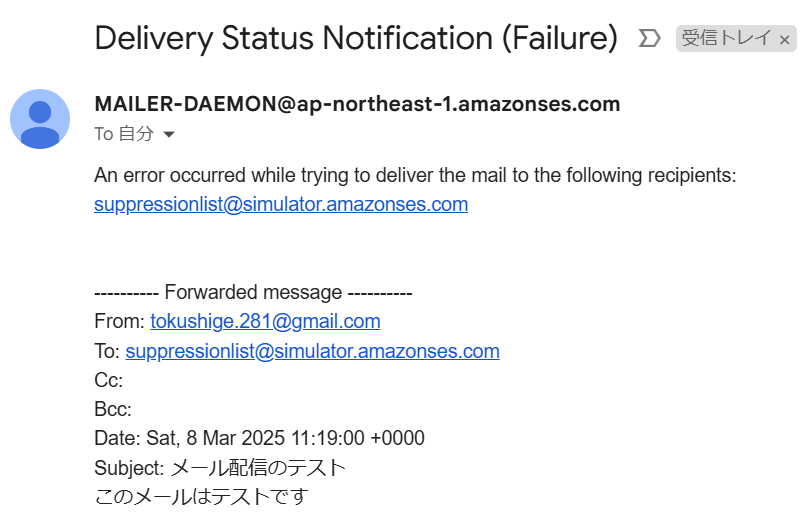 Delivery Status Notification (Failure) 受信トレイ ×
MAILER-DAEMON@ap-northeast-1.amazonses.com
To 自分
An error occurred while trying to deliver the mail to the following recipients:
suppressionlist@simulator.amazonses.com
---------- Forwarded message ----------
From: tokushige.281@gmail.com
To: suppressionlist@simulator.amazonses.com
Cc:
Bcc:
Date: Sat, 8 Mar 2025 11:19:00 +0000
Subject: メール配信のテスト
このメールはテストです